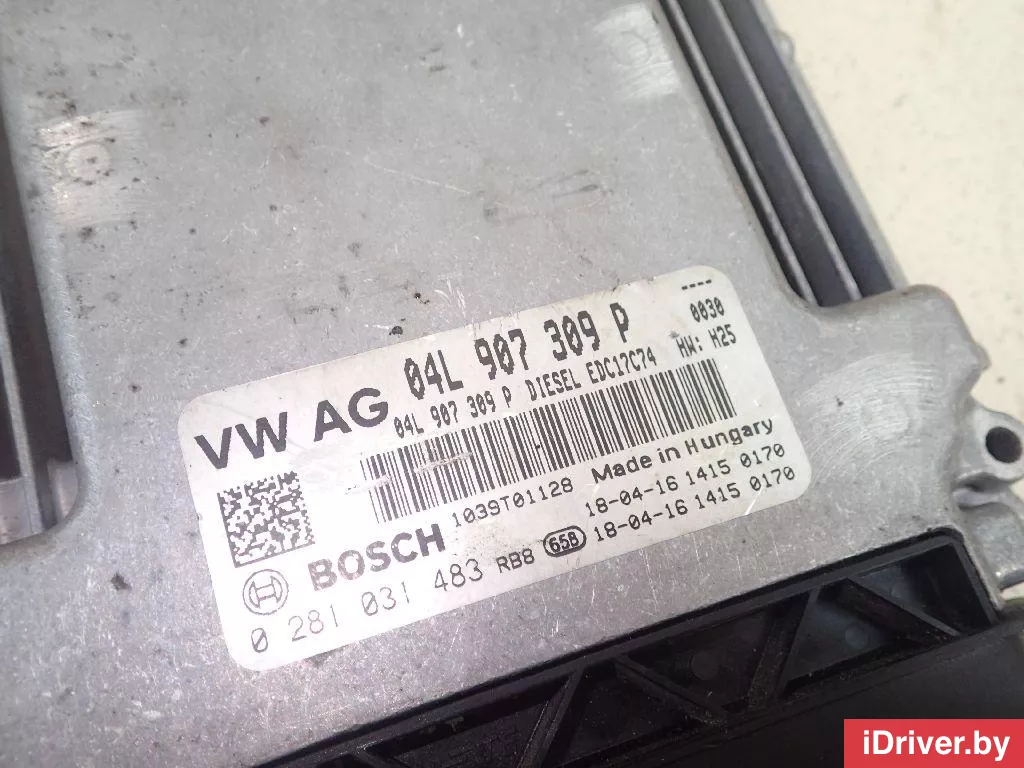 ----
VW AG 04L 907 309 P 0030
04L 907 309 P DIESEL EDC17C74 HW: H25
1039T01128 Made in Hungary
BOSCH 18-04-16 1415 0170
0 281 031 483 RB8 658 18-04-16 1415 0170
iDriver.by